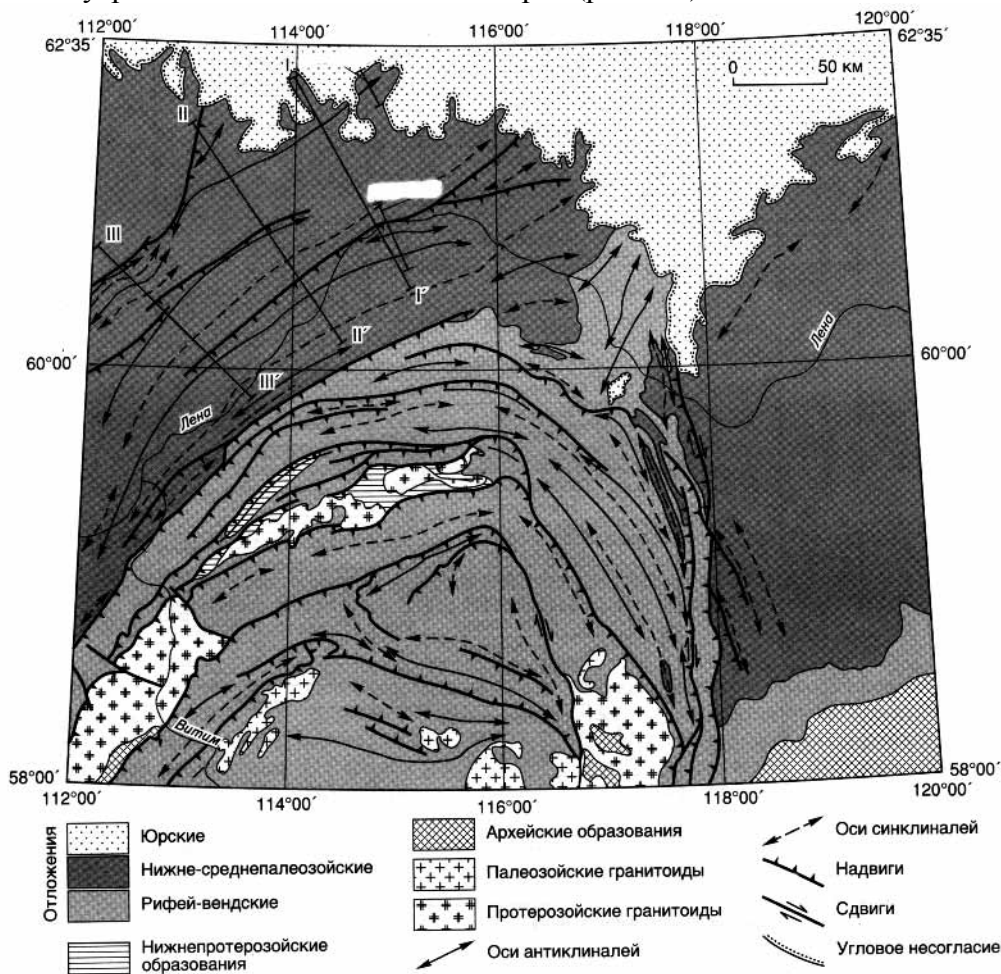 112°00´ 114°00´ 116°00´ 118°00´ 120°00´
62°35´ 62°35´
0 50 км
II
III
I´
II´
60°00´ 60°00´
III´
Лена
Лена
Витим
58°00´ 58°00´
112°00´ 114°00´ 116°00´ 118°00´ 120°00´
Отложения
Юрские
Нижне-среднепалеозойские
Рифей-вендские
Нижнепротерозойские
образования
Архейские образования
Палеозойские гранитоиды
Протерозойские гранитоиды
Оси антиклиналей
Оси синклиналей
Надвиги
Сдвиги
Угловое несогласие